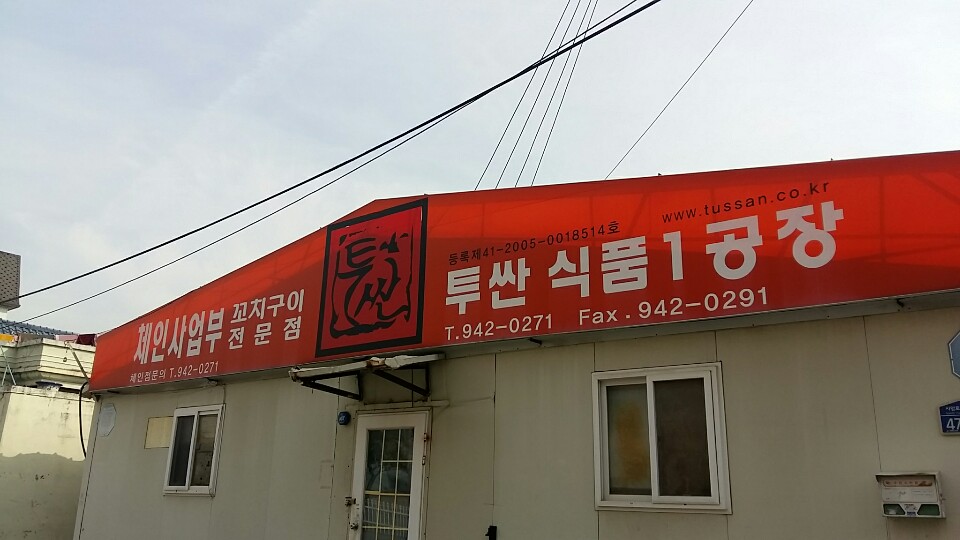 체인사업부
꼬치구이
전문점
체인점문의 T.942-0271
투싼
등록제41-2005-0018514호
www.tussan.co.kr
투싼 식품1공장
T.942-0271 Fax.942-0291
47